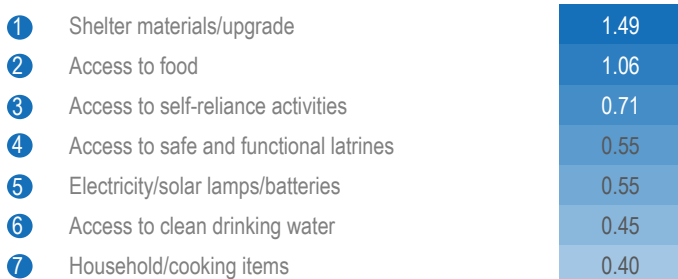 1 Shelter materials/upgrade 1.49
2 Access to food 1.06
3 Access to self-reliance activities 0.71
4 Access to safe and functional latrines 0.55
5 Electricity/solar lamps/batteries 0.55
6 Access to clean drinking water 0.45
7 Household/cooking items 0.40